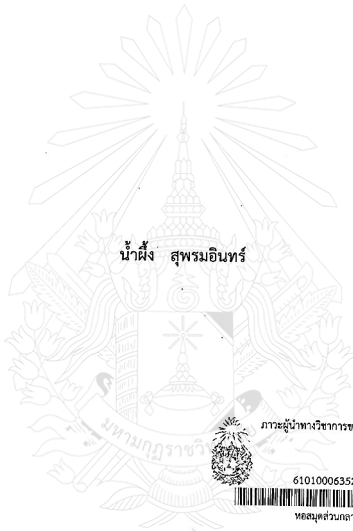 น้ำผึ้ง สุพรมอินทร์
มหามกุฏราชวิ
ภาวะผู้นำทางวิชาการข
61010006352
หอสมุดส่วนกลา